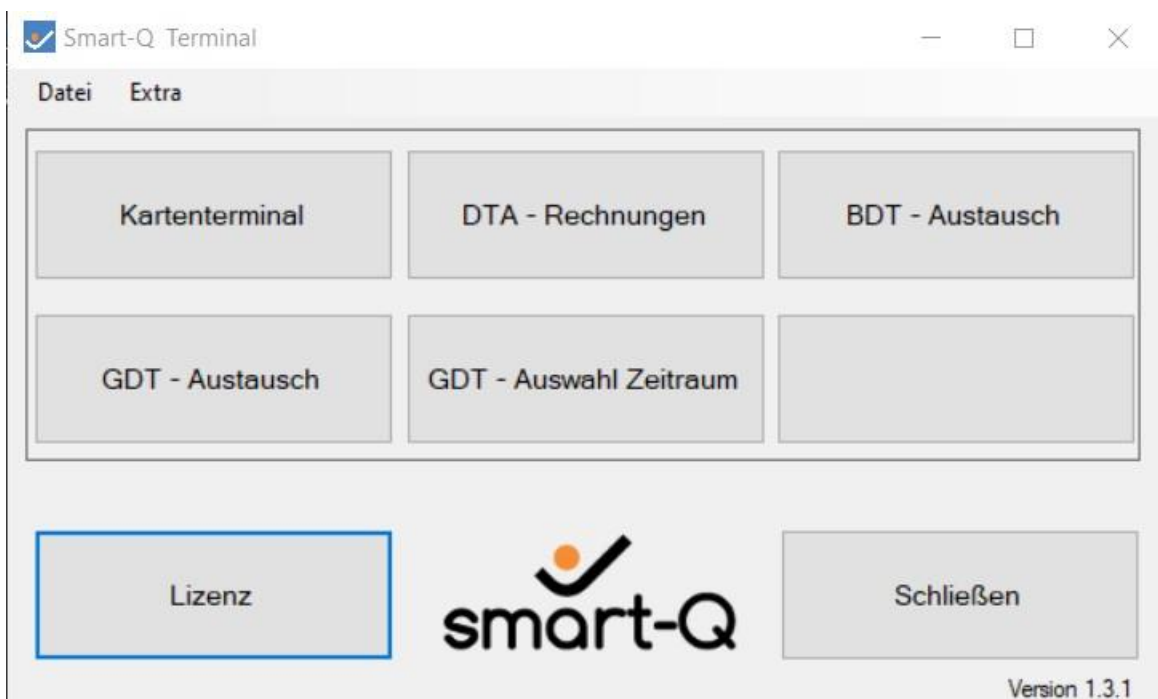 Smart-Q Terminal
Datei Extra
Kartenterminal
DTA - Rechnungen
BDT - Austausch
GDT - Austausch
GDT - Auswahl Zeitraum
Lizenz
smart-Q
Schließen
Version 1.3.1